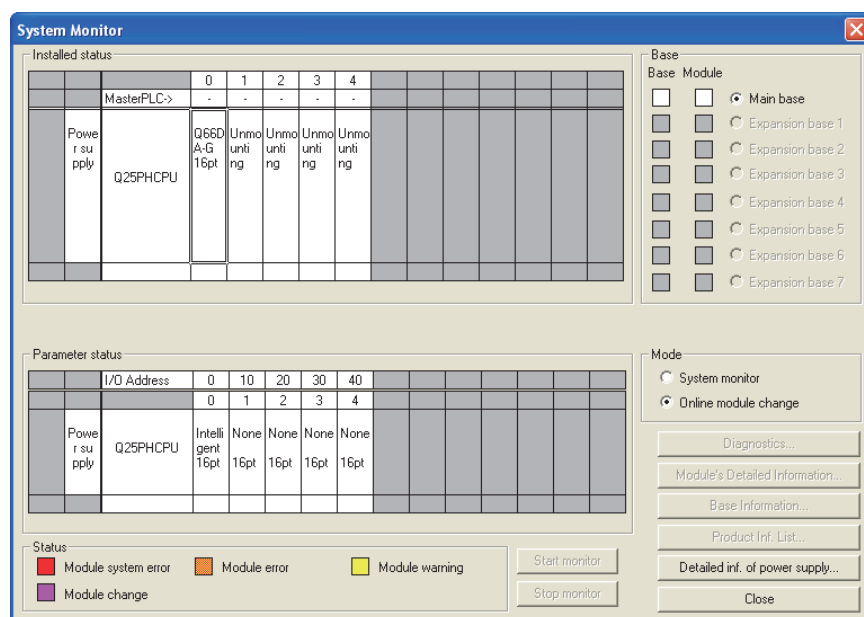 System Monitor
Installed status
0 1 2 3 4
MasterPLC-> - - - - -
Powe
r su
pply
Q25PHCPU
Q66D
A-G
16pt
Unmo
unti
ng
Unmo
unti
ng
Unmo
unti
ng
Unmo
unti
ng
Base
Base Module
Main base
Expansion base 1
Expansion base 2
Expansion base 3
Expansion base 4
Expansion base 5
Expansion base 6
Expansion base 7
Parameter status
I/O Address 0 10 20 30 40
0 1 2 3 4
Powe
r su
pply
Q25PHCPU
Intelli
gent
16pt
None
16pt
None
16pt
None
16pt
None
16pt
Mode
System monitor
Online module change
Diagnostics...
Module's Detailed Information...
Base Information...
Product Inf. List...
Detailed inf. of power supply...
Close
Status
Module system error Module error Module warning
Module change
Start monitor
Stop monitor